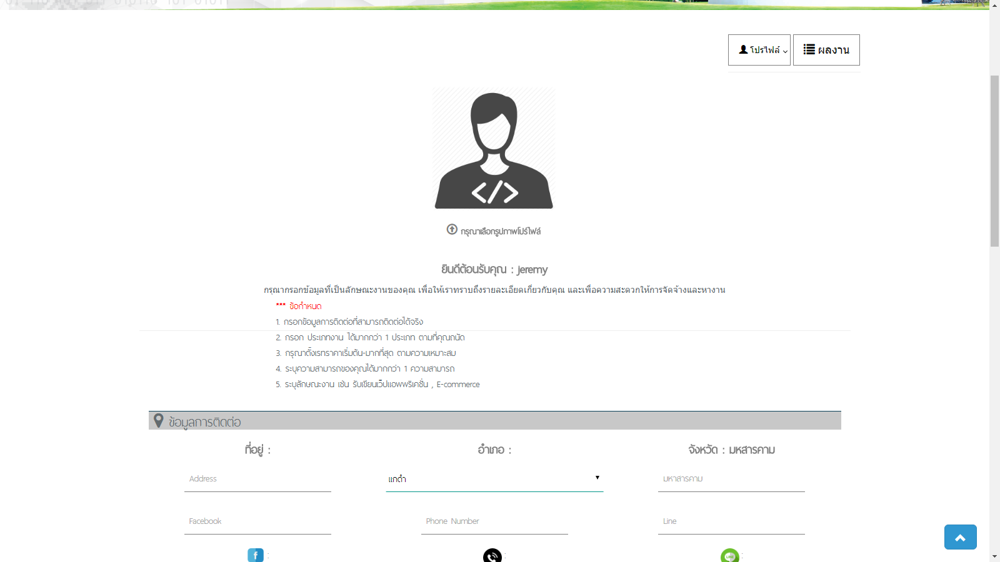 โปรไฟล์
ผลงาน
</>
กรุณาเลือกรูปภาพโปร์ไฟล์
ยินดีต้อนรับคุณ : jeremy
กรุณากรอกข้อมูลที่เป็นลักษณะงานของคุณ เพื่อให้เราทราบถึงรายละเอียดเกี่ยวกับคุณ และเพื่อความสะดวกให้การจัดจ้างและหางาน
*** ข้อกำหนด
1. กรอกข้อมูลการติดต่อที่สามารถติดต่อได้จริง
2. กรอก ประเภทงาน ได้มากกว่า 1 ประเภท ตามที่คุณถนัด
3. กรุณาตั้งเรทราคาเริ่มต้น-มากที่สุด ตามความเหมาะสม
4. ระบุความสามารถของคุณได้มากกว่า 1 ความสามารถ
5. ระบุลักษณะงาน เช่น รับเขียนเว็ปแอพพริเคชั่น , E-commerce
ข้อมูลการติดต่อ
ที่อยู่ : อำเภอ : จังหวัด : มหสารคาม
Address แกดำ มหาสารคาม
Facebook Phone Number Line
f : : LINE :